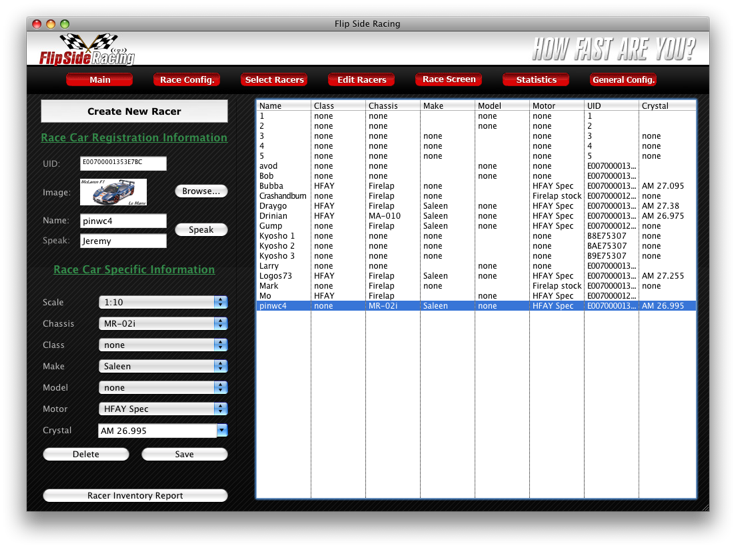 Flip Side Racing
FlipSide Racing
HOW FAST ARE YOU?
Main Race Config. Select Racers Edit Racers Race Screen Statistics General Config.
Create New Racer
Race Car Registration Information
UID: E00700001353E7BC
Image: McLaren F1 Le Mans Browse...
Name: pinwc4
Speak
Speak: Jeremy
Race Car Specific Information
Scale 1:10
Chassis MR-02i
Class none
Make Saleen
Model none
Motor HFAY Spec
Crystal AM 26.995
Delete Save
Racer Inventory Report
Name Class Chassis Make Model Motor UID Crystal
1 none none none none 1
2 none none none none 2
3 none none none none 3 none
4 none none none none 4 none
5 none none none none 5 none
avod none none none none E007000013...
Bob none none none none E007000013...
Bubba HFAY Firelap none HFAY Spec E007000013... AM 27.095
Crashandburn none Firelap none Firelap stock E007000012... none
Draygo HFAY Firelap Saleen none HFAY Spec E007000013... AM 27.38
Drinian HFAY MA-010 Saleen none HFAY Spec E007000013... AM 26.975
Gump HFAY Firelap none none HFAY Spec E007000012... none
Kyosho 1 none none none none none B8E75307 none
Kyosho 2 none none none none none BAE75307 none
Kyosho 3 none none none none none B9E75307 none
Larry none none none none E007000013...
Logos73 HFAY Firelap Saleen none HFAY Spec E007000013... AM 27.255
Mark none Firelap none Firelap stock E007000013... none
Mo HFAY Firelap none HFAY Spec E007000012...
pinwc4 none MR-02i Saleen none HFAY Spec E007000013... AM 26.995